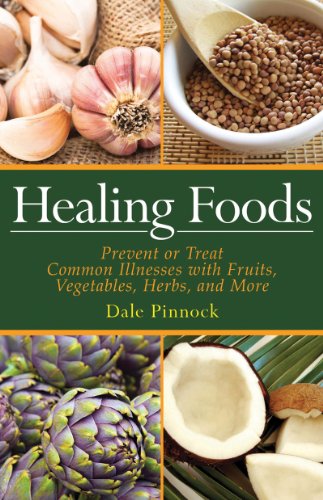 Healing Foods
Prevent or Treat
Common Illnesses with Fruits,
Vegetables, Herbs, and More
Dale Pinnock